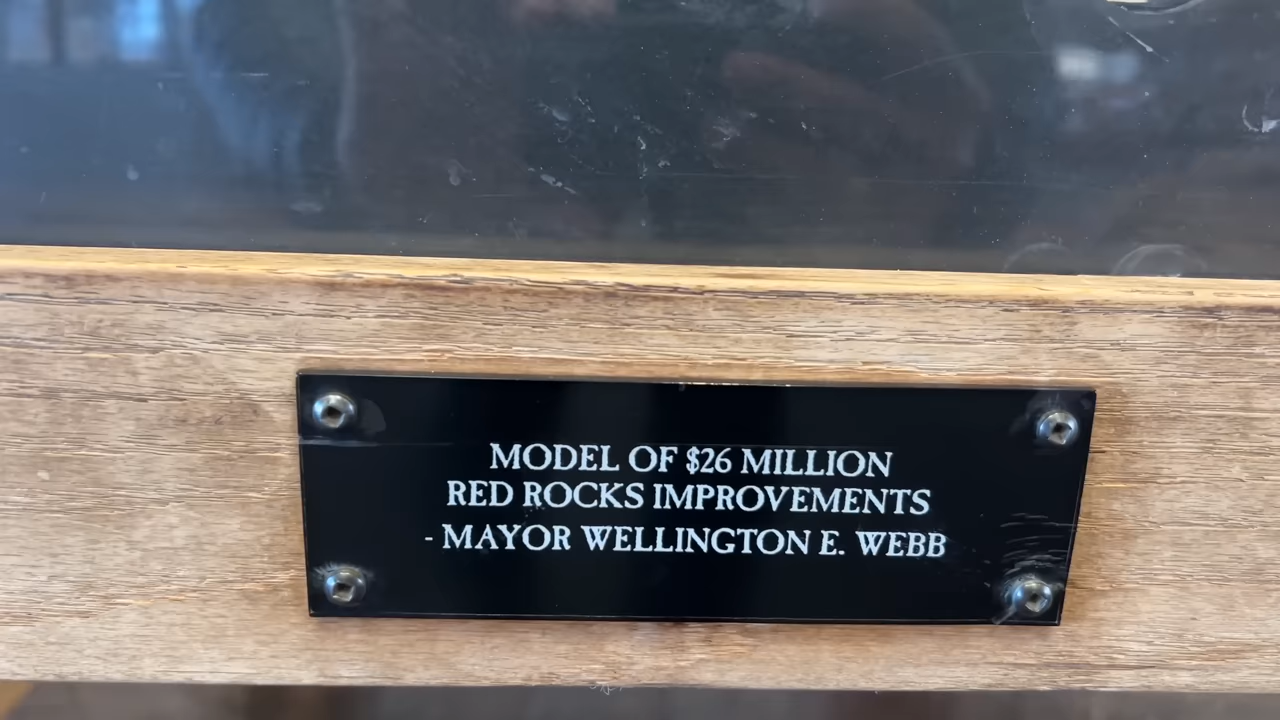 MODEL OF $26 MILLION
RED ROCKS IMPROVEMENTS
- MAYOR WELLINGTON E. WEBB